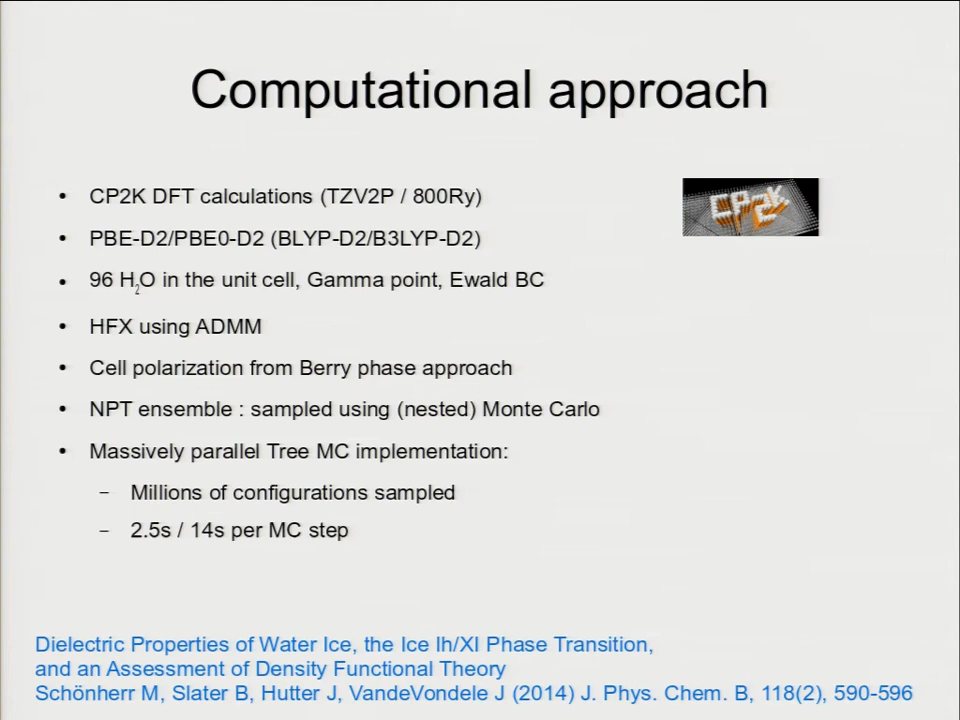 Computational approach
• CP2K DFT calculations (TZV2P / 800Ry)
CP2K
• PBE-D2/PBE0-D2 (BLYP-D2/B3LYP-D2)
• 96 H₂O in the unit cell, Gamma point, Ewald BC
• HFX using ADMM
• Cell polarization from Berry phase approach
• NPT ensemble : sampled using (nested) Monte Carlo
• Massively parallel Tree MC implementation:
– Millions of configurations sampled
– 2.5s / 14s per MC step
Dielectric Properties of Water Ice, the Ice Ih/XI Phase Transition,
and an Assessment of Density Functional Theory
Schönherr M, Slater B, Hutter J, VandeVondele J (2014) J. Phys. Chem. B, 118(2), 590-596